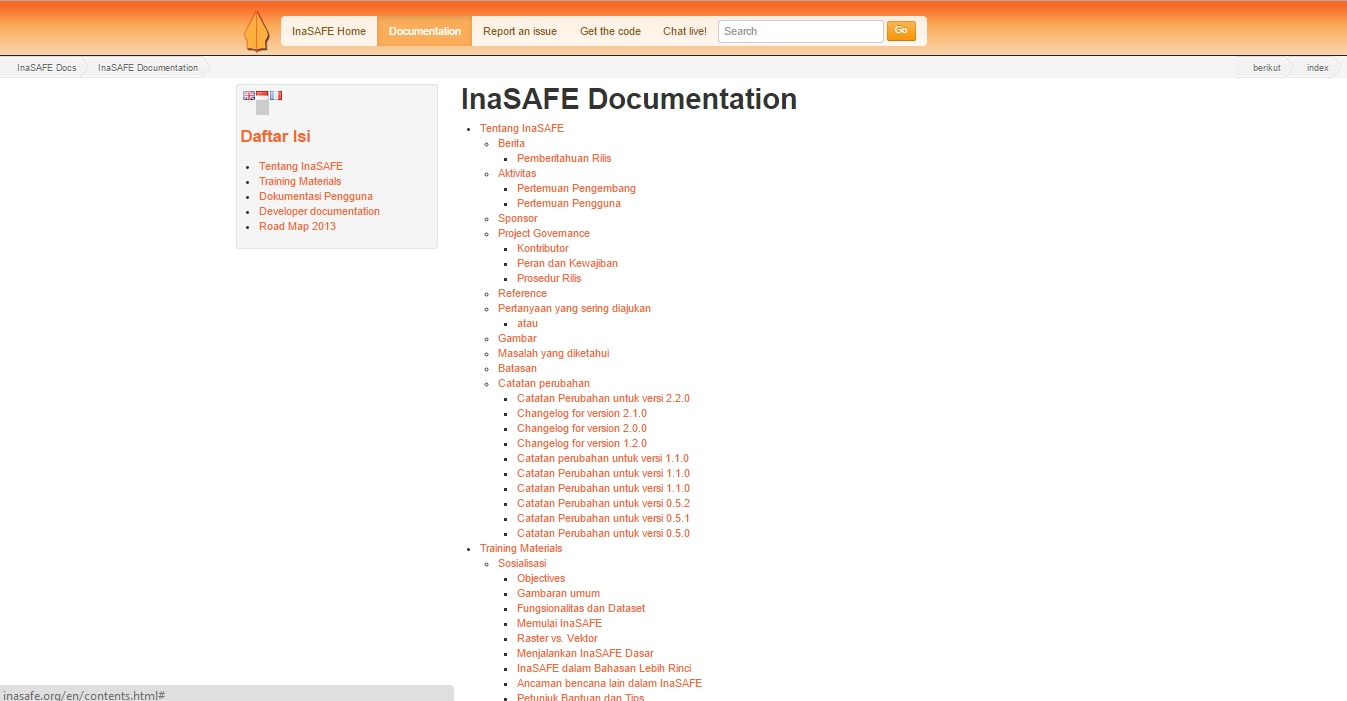 InaSAFE Home Documentation Report an issue Get the code Chat live! Search Go
InaSAFE Docs InaSAFE Documentation berikut index
Daftar Isi
Tentang InaSAFE
Training Materials
Dokumentasi Pengguna
Developer documentation
Road Map 2013
InaSAFE Documentation
Tentang InaSAFE
Berita
Pemberitahuan Rilis
Aktivitas
Pertemuan Pengembang
Pertemuan Pengguna
Sponsor
Project Governance
Kontributor
Peran dan Kewajiban
Prosedur Rilis
Reference
Pertanyaan yang sering diajukan
atau
Gambar
Masalah yang diketahui
Batasan
Catatan perubahan
Catatan Perubahan untuk versi 2.2.0
Changelog for version 2.1.0
Changelog for version 2.0.0
Changelog for version 1.2.0
Catatan perubahan untuk versi 1.1.0
Catatan Perubahan untuk versi 1.1.0
Catatan Perubahan untuk versi 1.1.0
Catatan Perubahan untuk versi 0.5.2
Catatan Perubahan untuk versi 0.5.1
Catatan Perubahan untuk versi 0.5.0
Training Materials
Sosialisasi
Objectives
Gambaran umum
Fungsionalitas dan Dataset
Memulai InaSAFE
Raster vs. Vektor
Menjalankan InaSAFE Dasar
InaSAFE dalam Bahasan Lebih Rinci
Ancaman bencana lain dalam InaSAFE
Petunjuk Bantuan dan Tips
inasafe.org/en/contents.html#